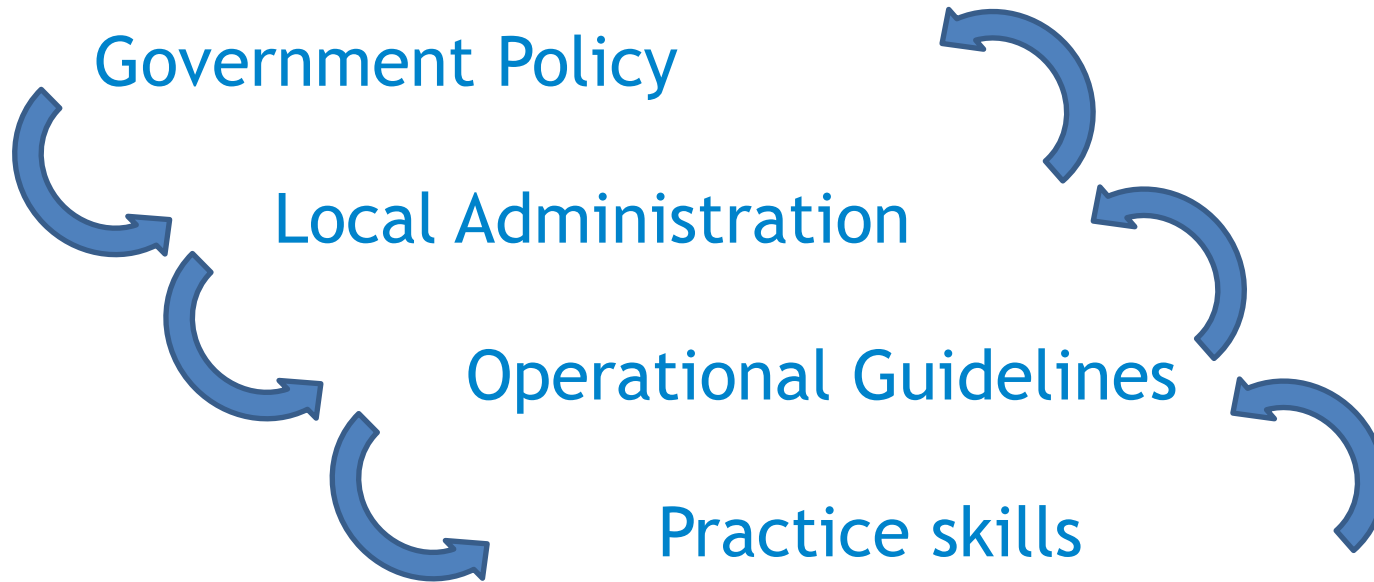 Government Policy
Local Administration
Operational Guidelines
Practice skills